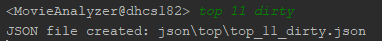 <MovieAnalyzer@dhcs182> top 11 dirty
JSON file created: json\top\top_11_dirty.json